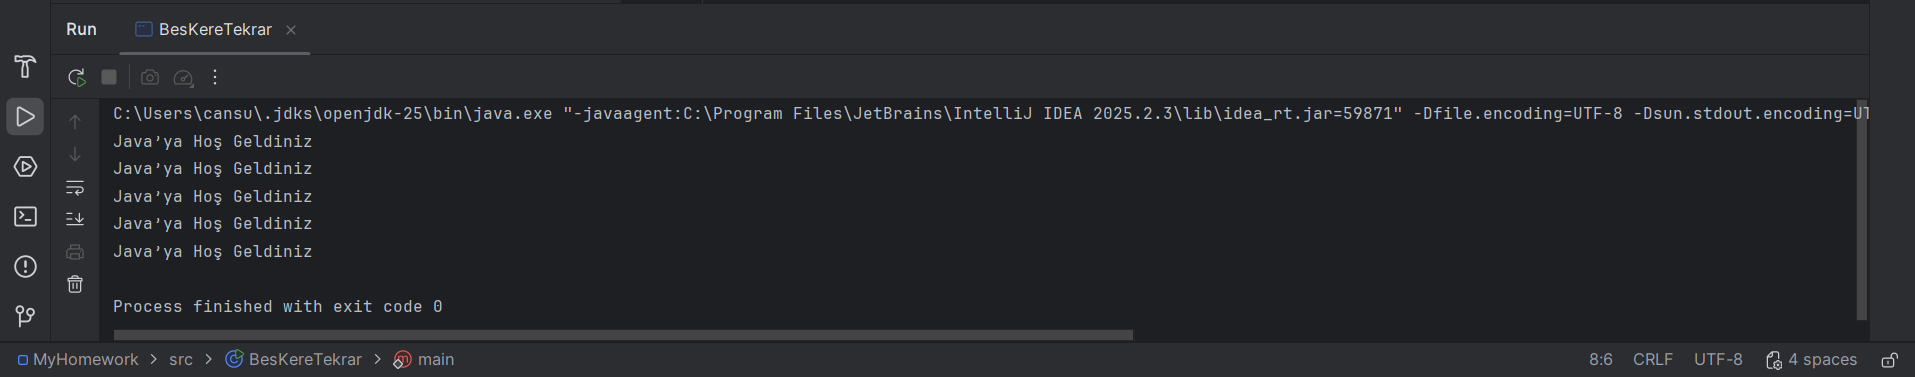 Run BesKereTekrar
C:\Users\cansu\.jdks\openjdk-25\bin\java.exe "-javaagent:C:\Program Files\JetBrains\IntelliJ IDEA 2025.2.3\lib\idea_rt.jar=59871" -Dfile.encoding=UTF-8 -Dsun.stdout.encoding=UT
Java’ya Hoş Geldiniz
Java’ya Hoş Geldiniz
Java’ya Hoş Geldiniz
Java’ya Hoş Geldiniz
Java’ya Hoş Geldiniz
Process finished with exit code 0
MyHomework > src > BesKereTekrar > main 8:6 CRLF UTF-8 4 spaces